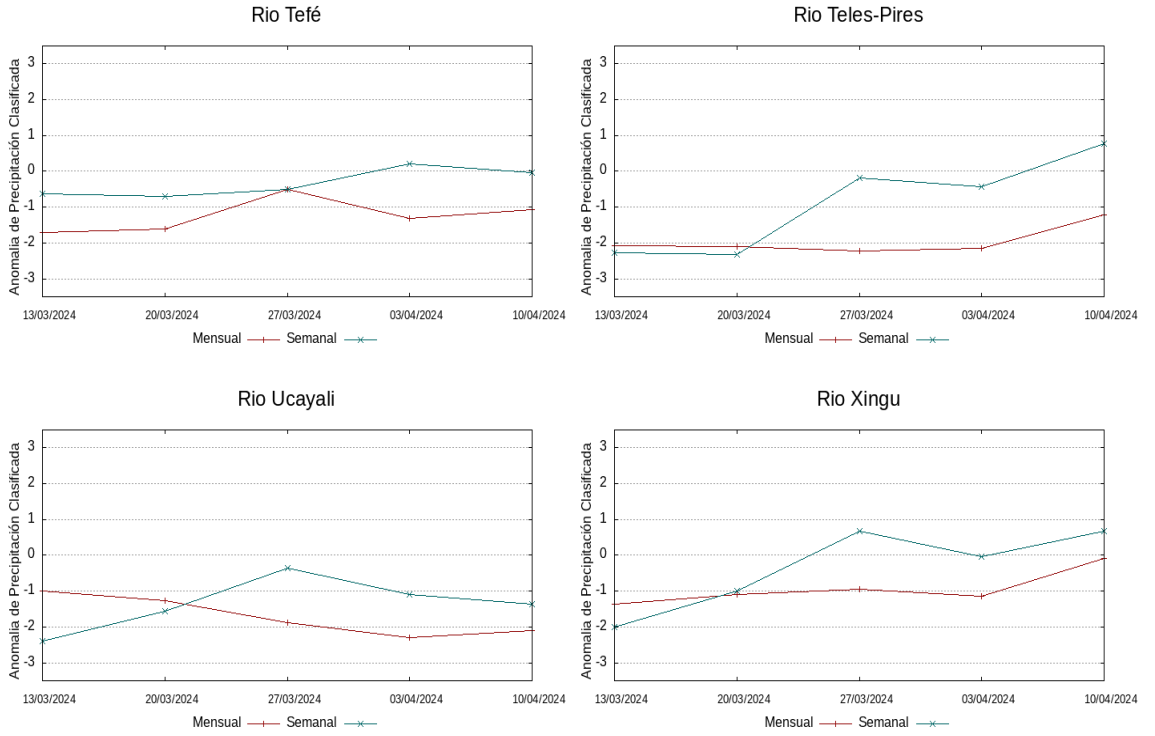 Rio Tefé
Anomalia de Precipitación Clasificada
3
2
1
0
-1
-2
-3
13/03/2024 20/03/2024 27/03/2024 03/04/2024 10/04/2024
Mensual Semanal
Rio Teles-Pires
Anomalia de Precipitación Clasificada
3
2
1
0
-1
-2
-3
13/03/2024 20/03/2024 27/03/2024 03/04/2024 10/04/2024
Mensual Semanal
Rio Ucayali
Anomalia de Precipitación Clasificada
3
2
1
0
-1
-2
-3
13/03/2024 20/03/2024 27/03/2024 03/04/2024 10/04/2024
Mensual Semanal
Rio Xingu
Anomalia de Precipitación Clasificada
3
2
1
0
-1
-2
-3
13/03/2024 20/03/2024 27/03/2024 03/04/2024 10/04/2024
Mensual Semanal